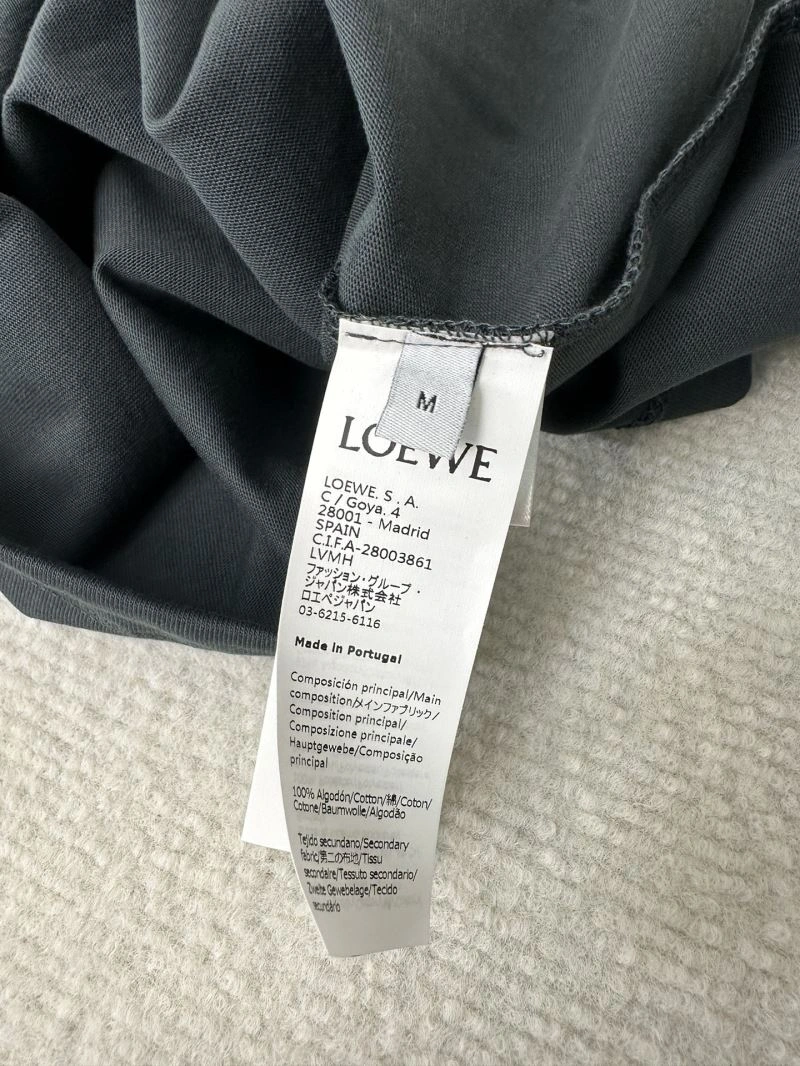 M
LOEWE
LOEWE. S . A.
C / Goya. 4
28001 - Madrid
SPAIN
C.I.F.A-28003861
LVMH
ファッション・グループ・
ジャパン株式会社
ロエベジャパン
03-6215-6116
Made in Portugal
Composición principal/Main
composition/メインファブリック/
Composition principal/
Composizione principale/
Hauptgewebe/Composição
principal
100% Algodón/Cotton/綿/Coton/
Cotone/Baumwolle/Algodão
Tejido secundano/Secondary
fabric/第二の布地/Tissu
secondaire/Tessuto secondario/
Zweite Gewebelage/Tecido
secundário